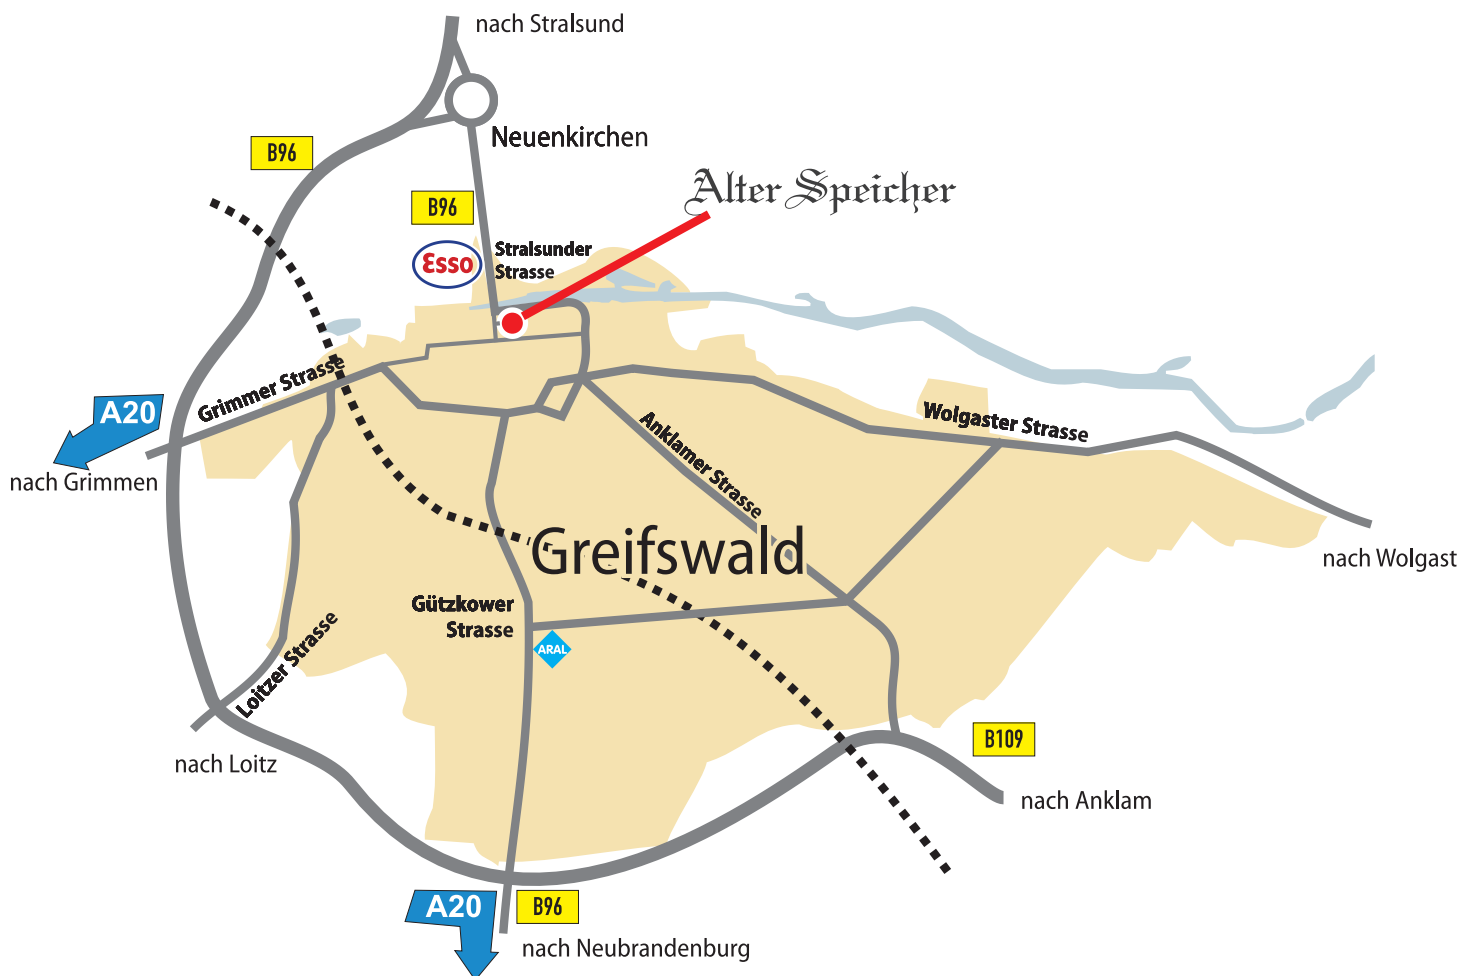 nach Stralsund
Neuenkirchen
B96
Alter Speicher
B96
Stralsunder
Strasse
Esso
Grimmer Strasse
A20
nach Grimmen
Wolgaster Strasse
Anklamer Strasse
Greifswald
nach Wolgast
Gützkower
Strasse
ARAL
Loitzer Strasse
nach Loitz
B109
nach Anklam
A20
B96
nach Neubrandenburg